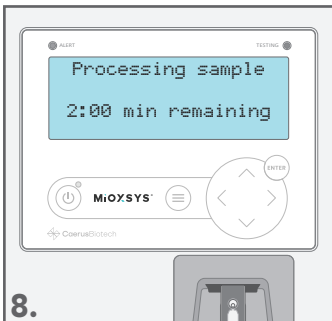 ALERT TESTING
Processing sample
2:00 min remaining
ENTER
MiOXSYS
CaerusBiotech
8.